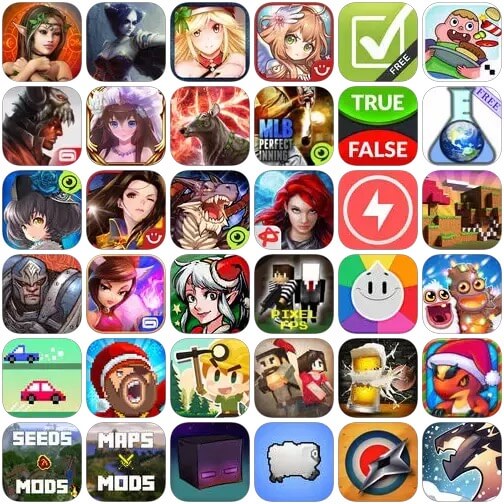 FREE
TRUE
FALSE
FREE
MLB
PERFECT
INNING
PIXEL
FPS
SEEDS
MODS
MAPS
MODS